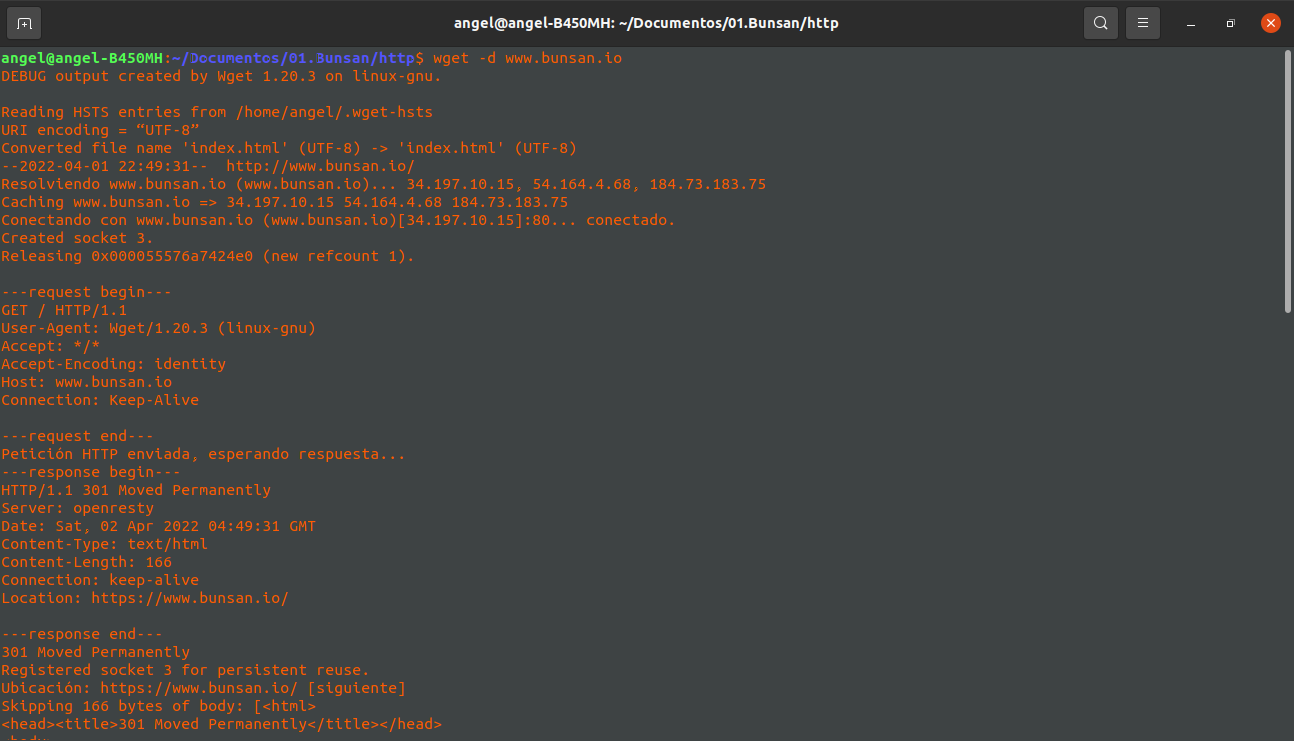 angel@angel-B450MH: ~/Documentos/01.Bunsan/http
angel@angel-B450MH:~/Documentos/01.Bunsan/http$ wget -d www.bunsan.io
DEBUG output created by Wget 1.20.3 on linux-gnu.
Reading HSTS entries from /home/angel/.wget-hsts
URI encoding = “UTF-8”
Converted file name 'index.html' (UTF-8) -> 'index.html' (UTF-8)
--2022-04-01 22:49:31--  http://www.bunsan.io/
Resolviendo www.bunsan.io (www.bunsan.io)... 34.197.10.15, 54.164.4.68, 184.73.183.75
Caching www.bunsan.io => 34.197.10.15 54.164.4.68 184.73.183.75
Conectando con www.bunsan.io (www.bunsan.io)[34.197.10.15]:80... conectado.
Created socket 3.
Releasing 0x000055576a7424e0 (new refcount 1).
---request begin---
GET / HTTP/1.1
User-Agent: Wget/1.20.3 (linux-gnu)
Accept: */*
Accept-Encoding: identity
Host: www.bunsan.io
Connection: Keep-Alive
---request end---
Petición HTTP enviada, esperando respuesta...
---response begin---
HTTP/1.1 301 Moved Permanently
Server: openresty
Date: Sat, 02 Apr 2022 04:49:31 GMT
Content-Type: text/html
Content-Length: 166
Connection: keep-alive
Location: https://www.bunsan.io/
---response end---
301 Moved Permanently
Registered socket 3 for persistent reuse.
Ubicación: https://www.bunsan.io/ [siguiente]
Skipping 166 bytes of body: [<html>
<head><title>301 Moved Permanently</title></head>